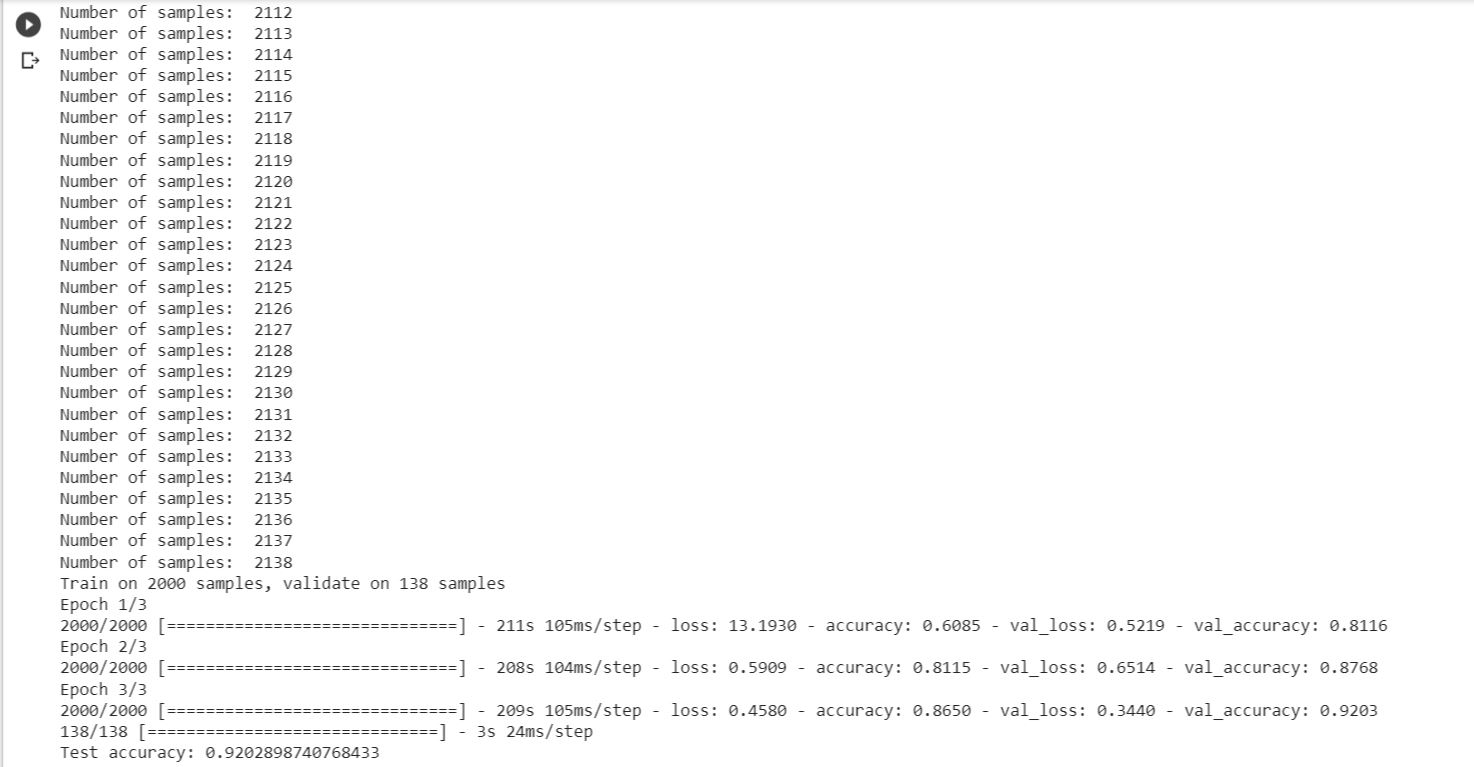 Number of samples:  2112
Number of samples:  2113
Number of samples:  2114
Number of samples:  2115
Number of samples:  2116
Number of samples:  2117
Number of samples:  2118
Number of samples:  2119
Number of samples:  2120
Number of samples:  2121
Number of samples:  2122
Number of samples:  2123
Number of samples:  2124
Number of samples:  2125
Number of samples:  2126
Number of samples:  2127
Number of samples:  2128
Number of samples:  2129
Number of samples:  2130
Number of samples:  2131
Number of samples:  2132
Number of samples:  2133
Number of samples:  2134
Number of samples:  2135
Number of samples:  2136
Number of samples:  2137
Number of samples:  2138
Train on 2000 samples, validate on 138 samples
Epoch 1/3
2000/2000 [==============================] - 211s 105ms/step - loss: 13.1930 - accuracy: 0.6085 - val_loss: 0.5219 - val_accuracy: 0.8116
Epoch 2/3
2000/2000 [==============================] - 208s 104ms/step - loss: 0.5909 - accuracy: 0.8115 - val_loss: 0.6514 - val_accuracy: 0.8768
Epoch 3/3
2000/2000 [==============================] - 209s 105ms/step - loss: 0.4580 - accuracy: 0.8650 - val_loss: 0.3440 - val_accuracy: 0.9203
138/138 [==============================] - 3s 24ms/step
Test accuracy: 0.9202898740768433